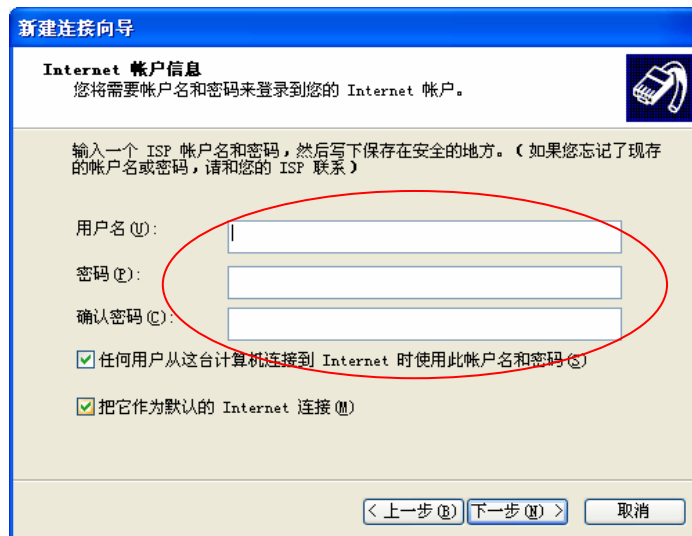 新建连接向导
Internet 帐户信息
您将需要帐户名和密码来登录到您的 Internet 帐户。
输入一个 ISP 帐户名和密码，然后写下保存在安全的地方。（如果您忘记了现存
的帐户名或密码，请和您的 ISP 联系）
用户名(U):
密码(P):
确认密码(C):
任何用户从这台计算机连接到 Internet 时使用此帐户名和密码(S)
把它作为默认的 Internet 连接(M)
< 上一步(B) 下一步(N) > 取消